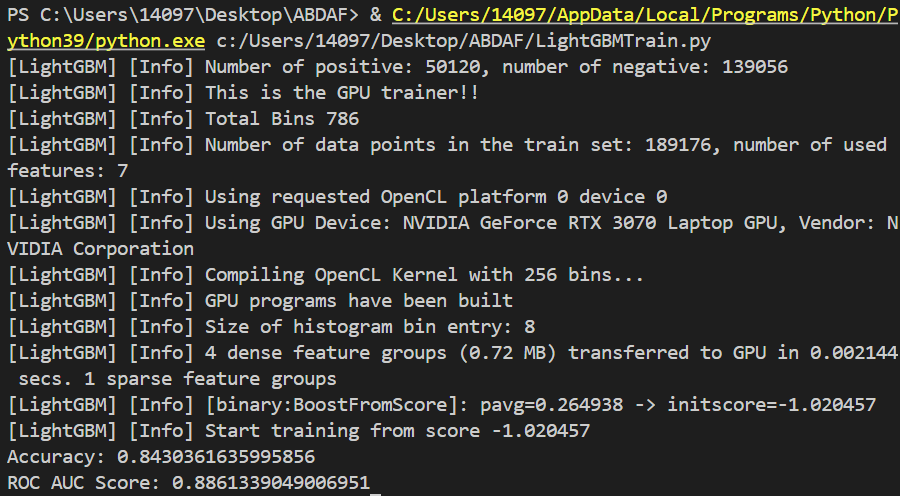 PS C:\Users\14097\Desktop\ABDAF> & C:/Users/14097/AppData/Local/Programs/Python/P
ython39/python.exe c:/Users/14097/Desktop/ABDAF/LightGBMTrain.py
[LightGBM] [Info] Number of positive: 50120, number of negative: 139056
[LightGBM] [Info] This is the GPU trainer!!
[LightGBM] [Info] Total Bins 786
[LightGBM] [Info] Number of data points in the train set: 189176, number of used
features: 7
[LightGBM] [Info] Using requested OpenCL platform 0 device 0
[LightGBM] [Info] Using GPU Device: NVIDIA GeForce RTX 3070 Laptop GPU, Vendor: N
VIDIA Corporation
[LightGBM] [Info] Compiling OpenCL Kernel with 256 bins...
[LightGBM] [Info] GPU programs have been built
[LightGBM] [Info] Size of histogram bin entry: 8
[LightGBM] [Info] 4 dense feature groups (0.72 MB) transferred to GPU in 0.002144
 secs. 1 sparse feature groups
[LightGBM] [Info] [binary:BoostFromScore]: pavg=0.264938 -> initscore=-1.020457
[LightGBM] [Info] Start training from score -1.020457
Accuracy: 0.8430361635995856
ROC AUC Score: 0.8861339049006951